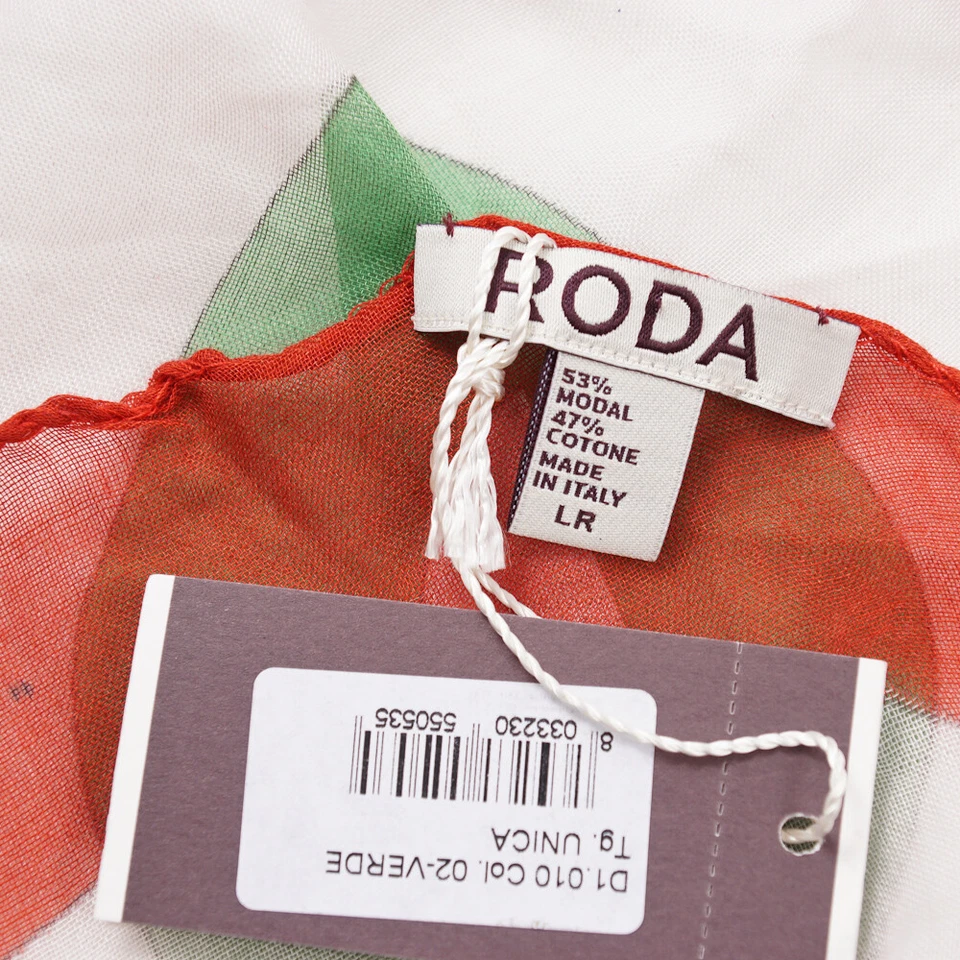 RODA
53%
MODAL
47%
COTONE
MADE
IN ITALY
LR
D1.010 Col. 02-VERDE
Tg. UNICA
8 033230 550535